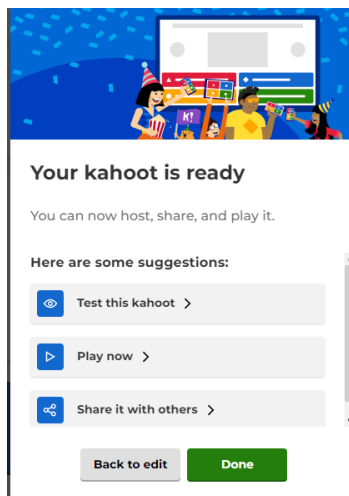 K!
Your kahoot is ready
You can now host, share, and play it.
Here are some suggestions:
Test this kahoot
Play now
Share it with others
Back to edit
Done